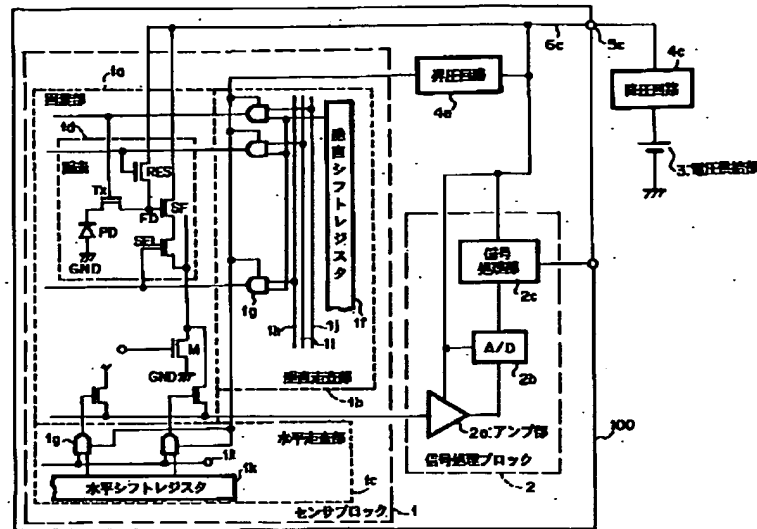 1a
画素部
1d
画素
RES
Tx
FD
SF
PD
SEL
GND
M
GND
1g
垂直シフトレジスタ
1f
1h
1i
1j
垂直走査部
1b
1g
水平走査部
1ℓ
1k
水平シフトレジスタ
1c
センサブロック
1
昇圧回路
4a
6c
5c
4c
降圧回路
3.電圧供給部
信号
処理部
2c
A/D
2b
2a:アンプ部
信号処理ブロック
2
100